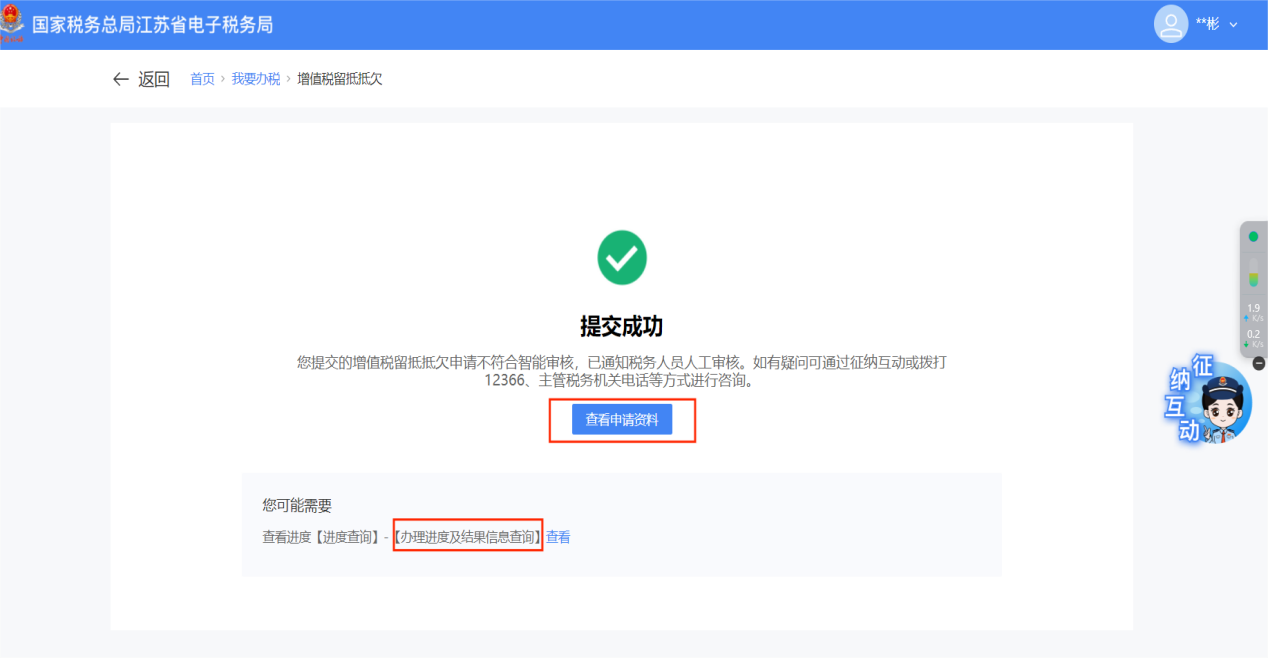 国家税务总局江苏省电子税务局
**彬
← 返回 首页 › 我要办税 › 增值税留抵抵欠
提交成功
您提交的增值税留抵抵欠申请不符合智能审核，已通知税务人员人工审核。如有疑问可通过征纳互动或拨打
12366、主管税务机关电话等方式进行咨询。
查看申请资料
您可能需要
查看进度【进度查询】-【办理进度及结果信息查询】查看
1.9
K/s
0.2
K/s
征纳互动